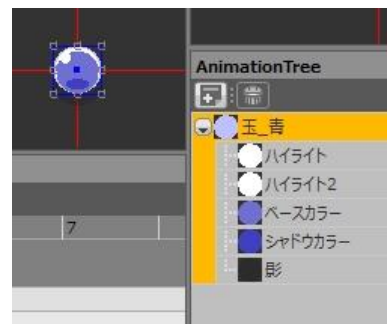 AnimationTree
玉_青
ハイライト
ハイライト2
ベースカラー
シャドウカラー
影
7